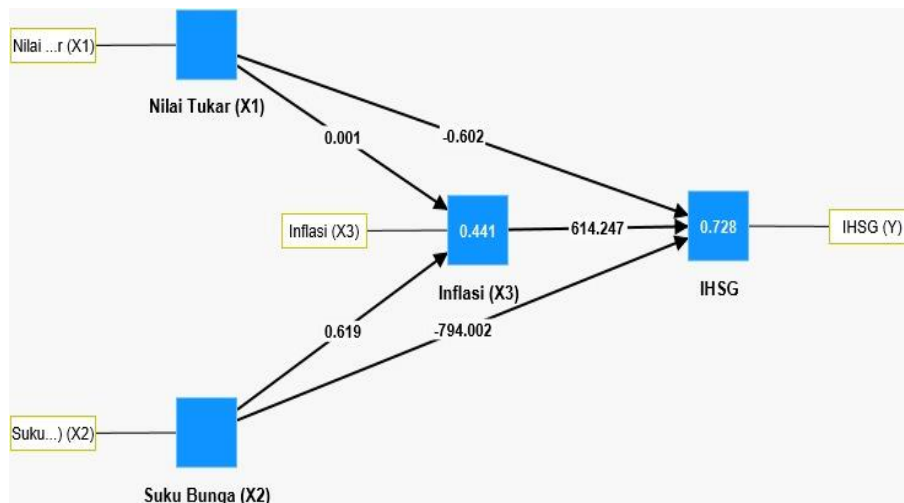 Nilai ...r (X1)
Nilai Tukar (X1)
0.001
-0.602
Inflasi (X3)
0.441
614.247
0.728
IHSG (Y)
Inflasi (X3)
IHSG
0.619
-794.002
Suku...) (X2)
Suku Bunga (X2)